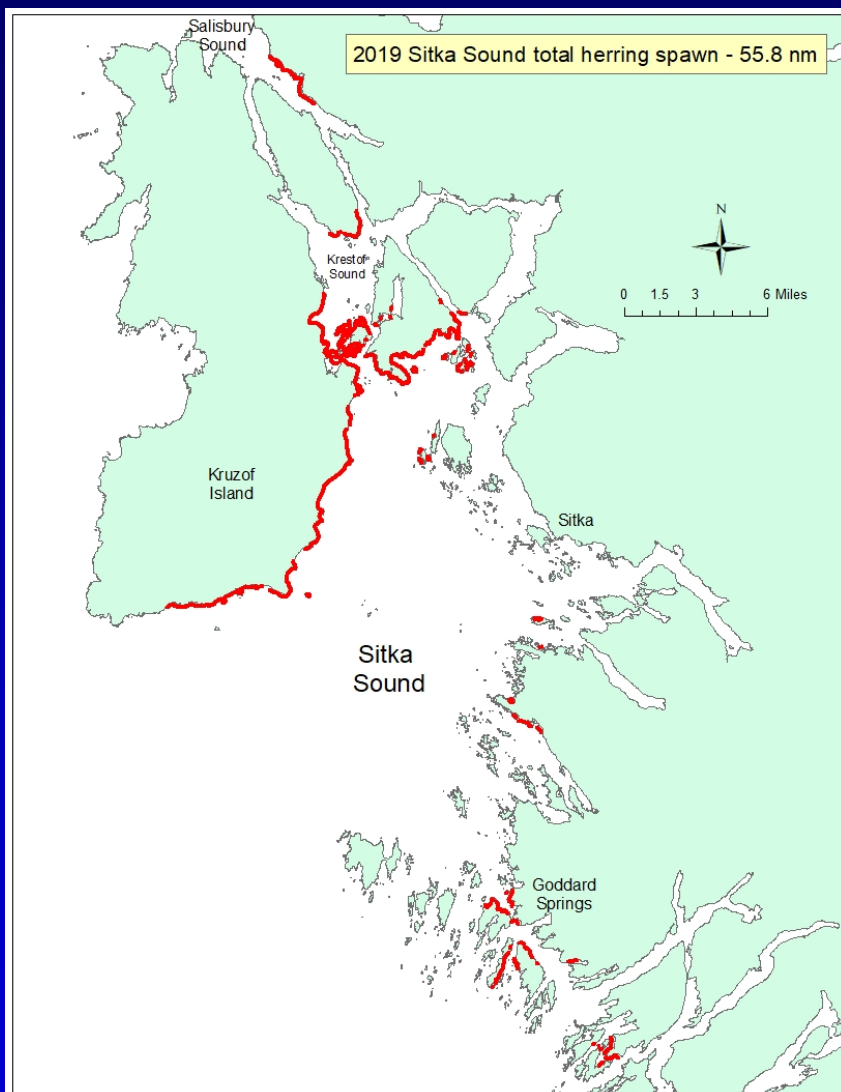 Salisbury
Sound
2019 Sitka Sound total herring spawn - 55.8 nm
N
Krestof
Sound
0 1.5 3 6 Miles
Kruzof
Island
Sitka
Sitka
Sound
Goddard
Springs